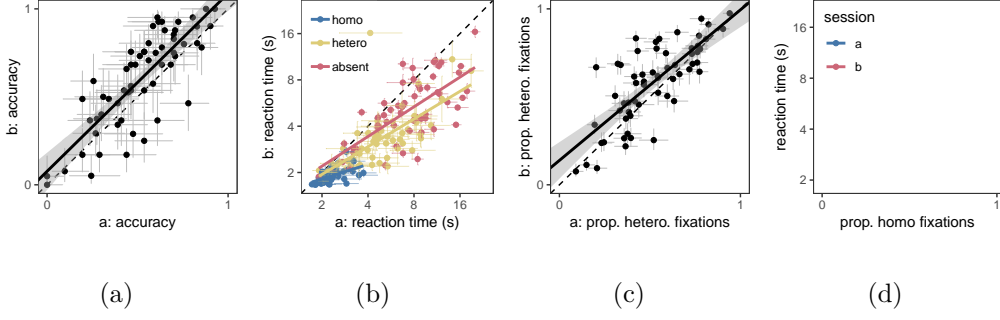 1
0
0
1
b: accuracy
a: accuracy
(a)
homo
hetero
absent
16
8
4
2
2
4
8
16
b: reaction time (s)
a: reaction time (s)
(b)
1
0
0
1
b: prop. hetero. fixations
a: prop. hetero. fixations
(c)
session
a
b
16
8
4
2
0
1
reaction time (s)
prop. homo fixations
(d)